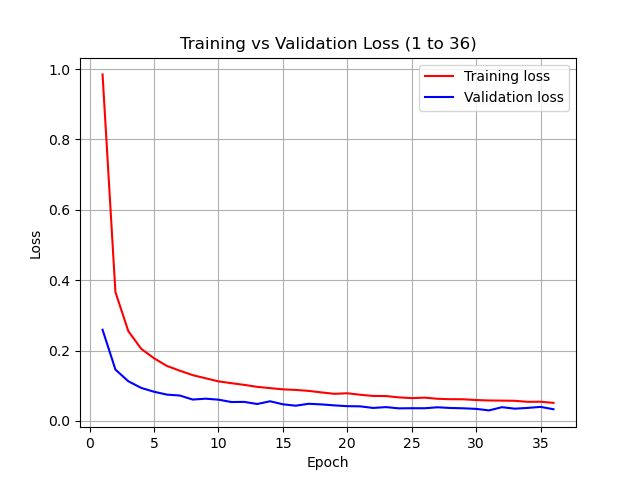 Training vs Validation Loss (1 to 36)
Training loss
Validation loss
Loss
1.0
0.8
0.6
0.4
0.2
0.0
0 5 10 15 20 25 30 35
Epoch